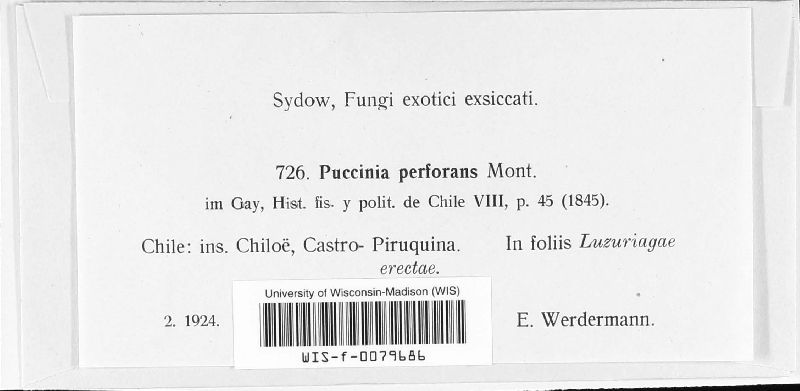 Sydow, Fungi exotici exsiccati.
726. Puccinia perforans Mont.
im Gay, Hist. fis. y polit. de Chile VIII, p. 45 (1845).
Chile: ins. Chiloë, Castro- Piruquina. In foliis Luzuriagae
erectae.
University of Wisconsin-Madison (WIS)
2. 1924. E. Werdermann.
WIS-f-0079686